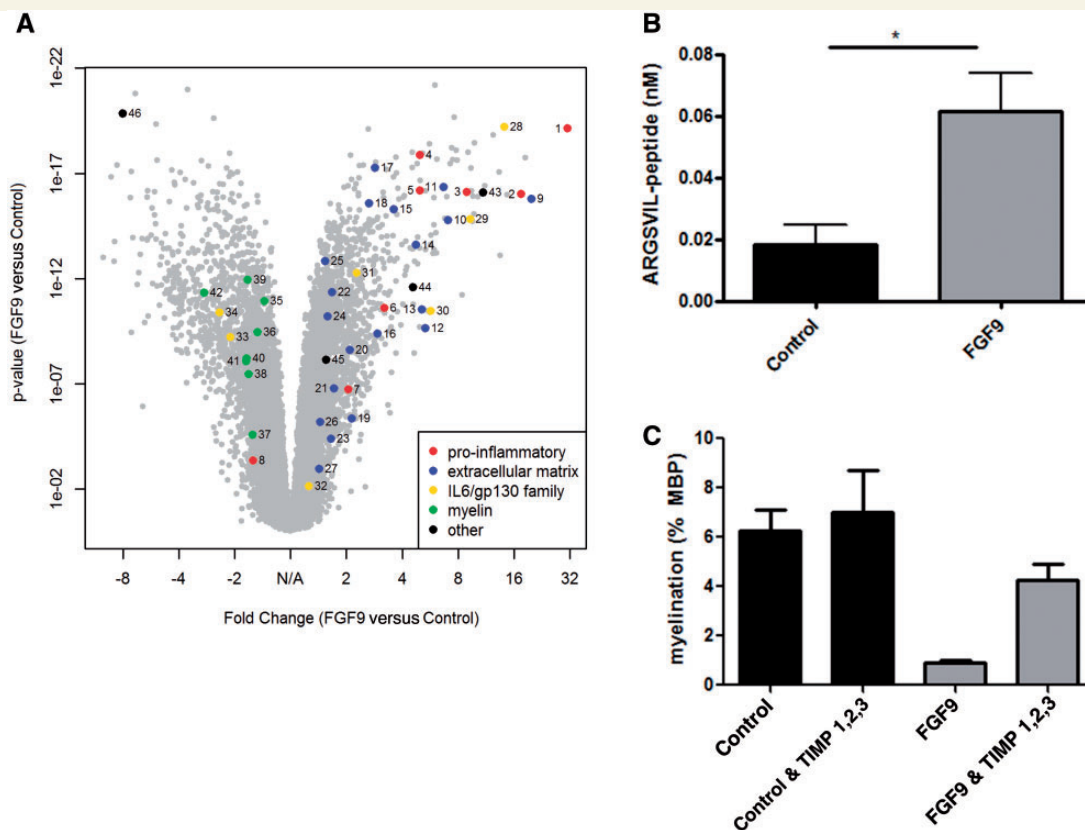 A
1e-22
1e-17
1e-12
1e-07
1e-02
p-value (FGF9 versus Control)
46
28
1
4
17
5
11
3
43
2
9
18
15
10
29
14
25
31
39
42
22
44
35
34
6
13
30
24
12
36
33
16
20
40
41
45
38
21
7
19
26
37
23
8
27
32
pro-inflammatory
extracellular matrix
IL6/gp130 family
myelin
other
-8 -4 -2 N/A 2 4 8 16 32
Fold Change (FGF9 versus Control)
B
*
0.08
0.06
0.04
0.02
0.00
ARGSVIL-peptide (nM)
Control FGF9
C
10
8
6
4
2
0
myelination (% MBP)
Control Control & TIMP 1,2,3 FGF9 FGF9 & TIMP 1,2,3